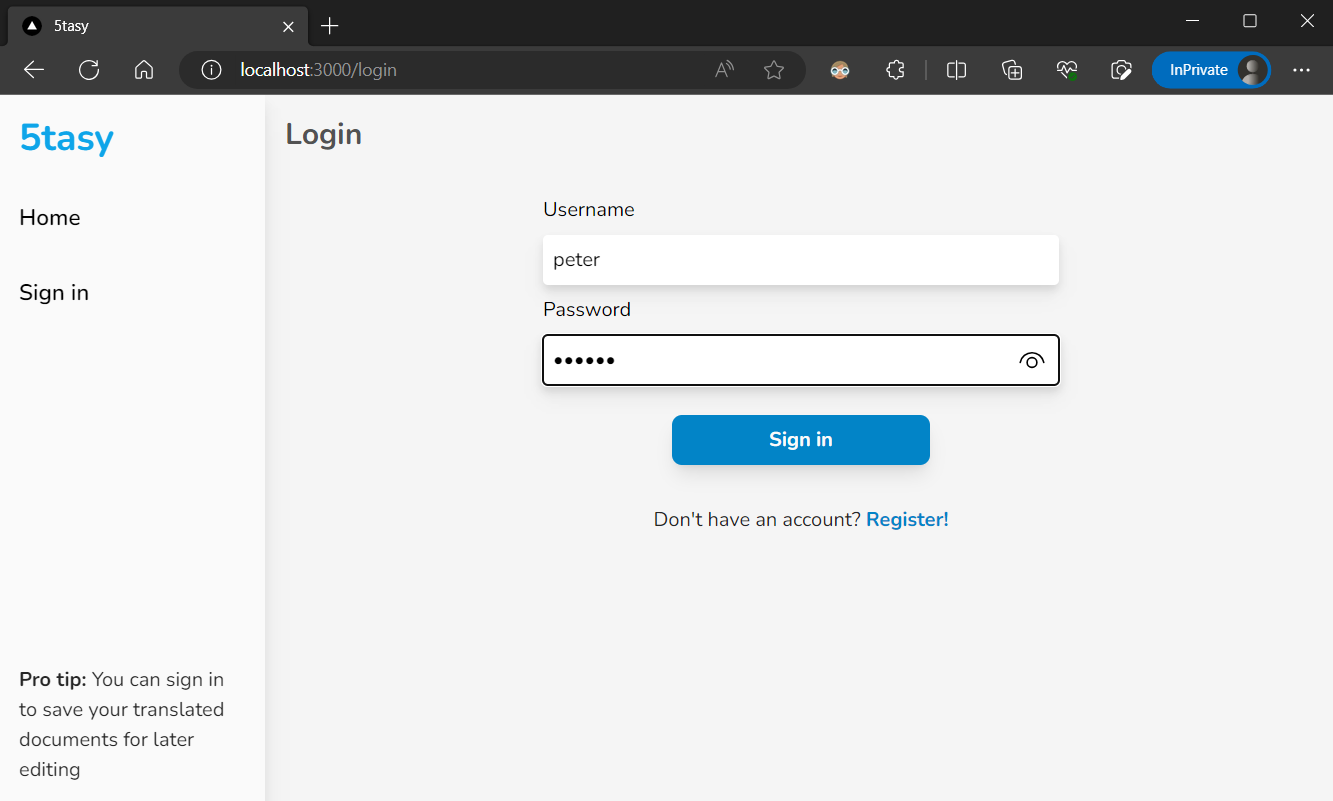 5tasy
localhost:3000/login
InPrivate
5tasy
Home
Sign in
Pro tip: You can sign in
to save your translated
documents for later
editing
Login
Username
peter
Password
••••••
Sign in
Don't have an account? Register!